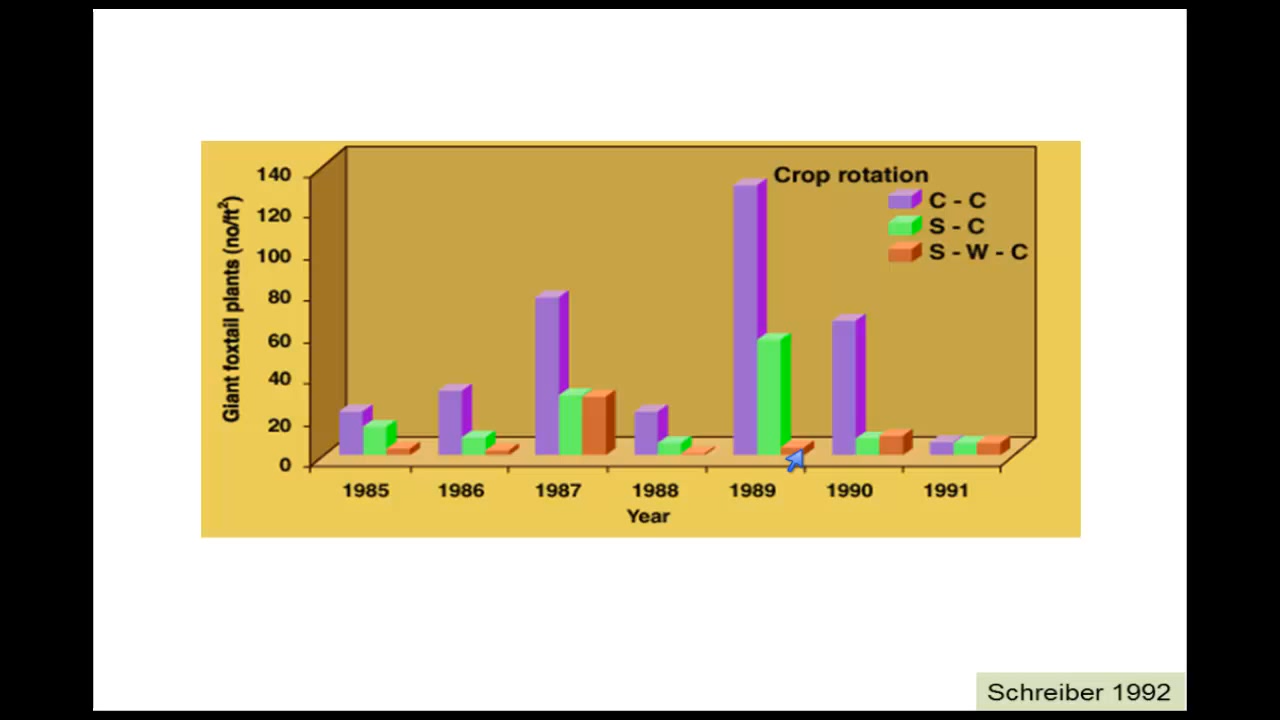 Crop rotation
C - C
S - C
S - W - C
Giant foxtail plants (no/ft²)
140
120
100
80
60
40
20
0
1985 1986 1987 1988 1989 1990 1991
Year
Schreiber 1992